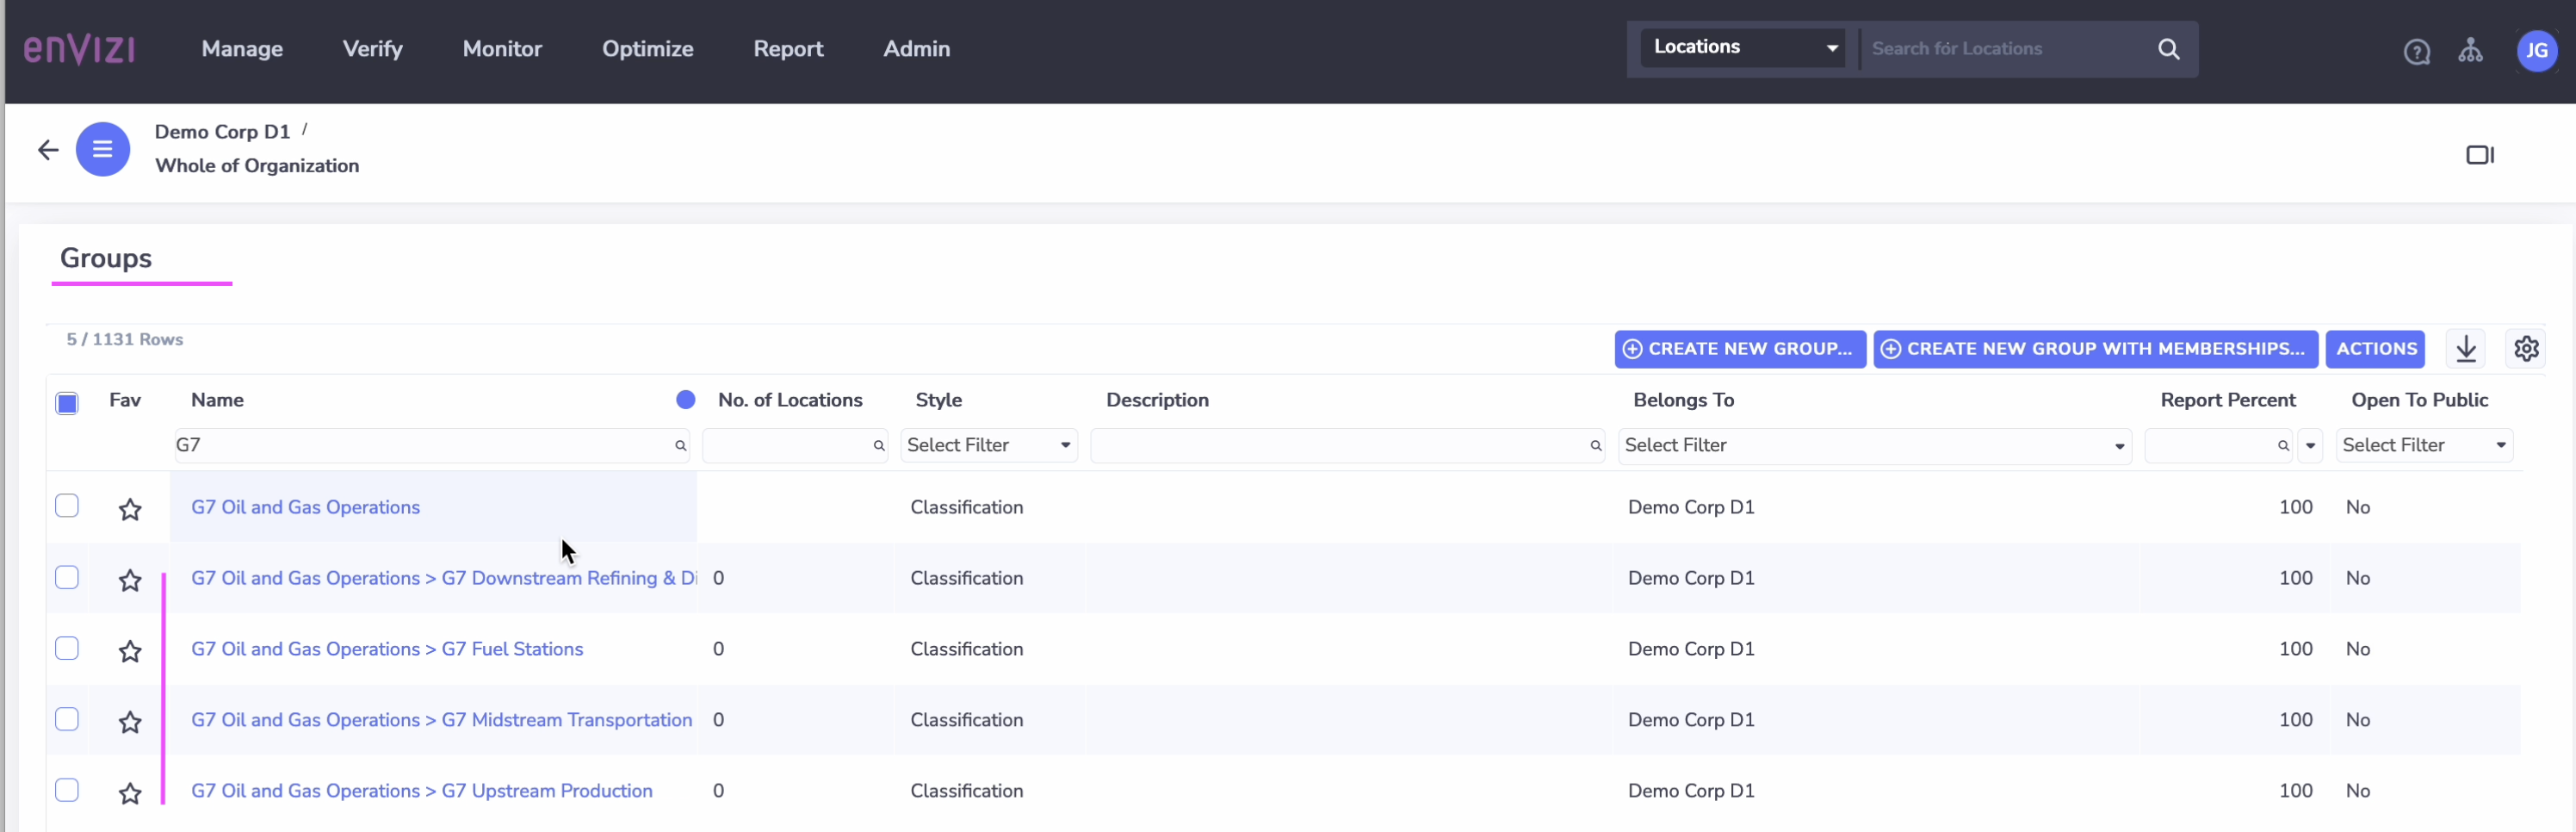 enVIZI Manage Verify Monitor Optimize Report Admin Locations Search for Locations JG
Demo Corp D1 /
Whole of Organization
Groups
5 / 1131 Rows CREATE NEW GROUP... CREATE NEW GROUP WITH MEMBERSHIPS... ACTIONS
Fav Name No. of Locations Style Description Belongs To Report Percent Open To Public
G7 Select Filter Select Filter Select Filter
G7 Oil and Gas Operations Classification Demo Corp D1 100 No
G7 Oil and Gas Operations > G7 Downstream Refining & Di 0 Classification Demo Corp D1 100 No
G7 Oil and Gas Operations > G7 Fuel Stations 0 Classification Demo Corp D1 100 No
G7 Oil and Gas Operations > G7 Midstream Transportation 0 Classification Demo Corp D1 100 No
G7 Oil and Gas Operations > G7 Upstream Production 0 Classification Demo Corp D1 100 No